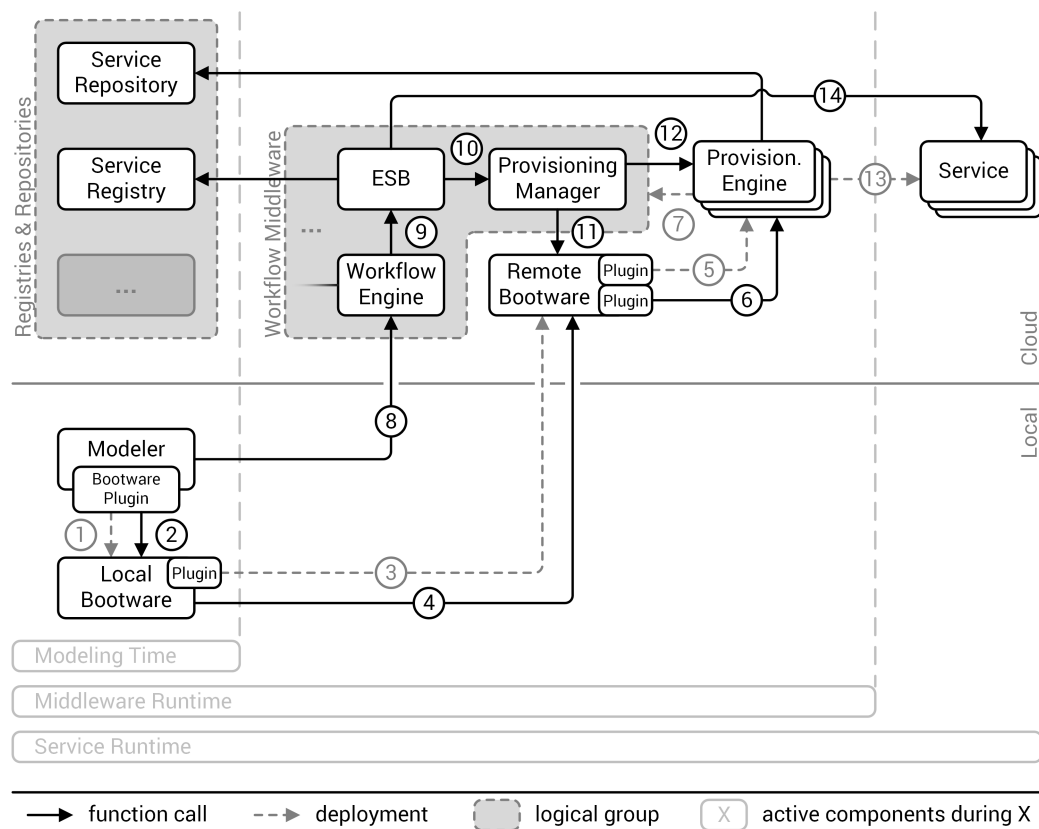 Registries & Repositories
Service
Repository
Service
Registry
...
Workflow Middleware
ESB
10
Provisioning
Manager
12
Provision.
Engine
14
13
Service
...
9
Workflow
Engine
11
7
Remote
Bootware
Plugin
Plugin
5
6
Cloud
Local
8
Modeler
Bootware
Plugin
1
2
Local
Bootware
Plugin
3
4
Modeling Time
Middleware Runtime
Service Runtime
function call
deployment
logical group
X
active components during X